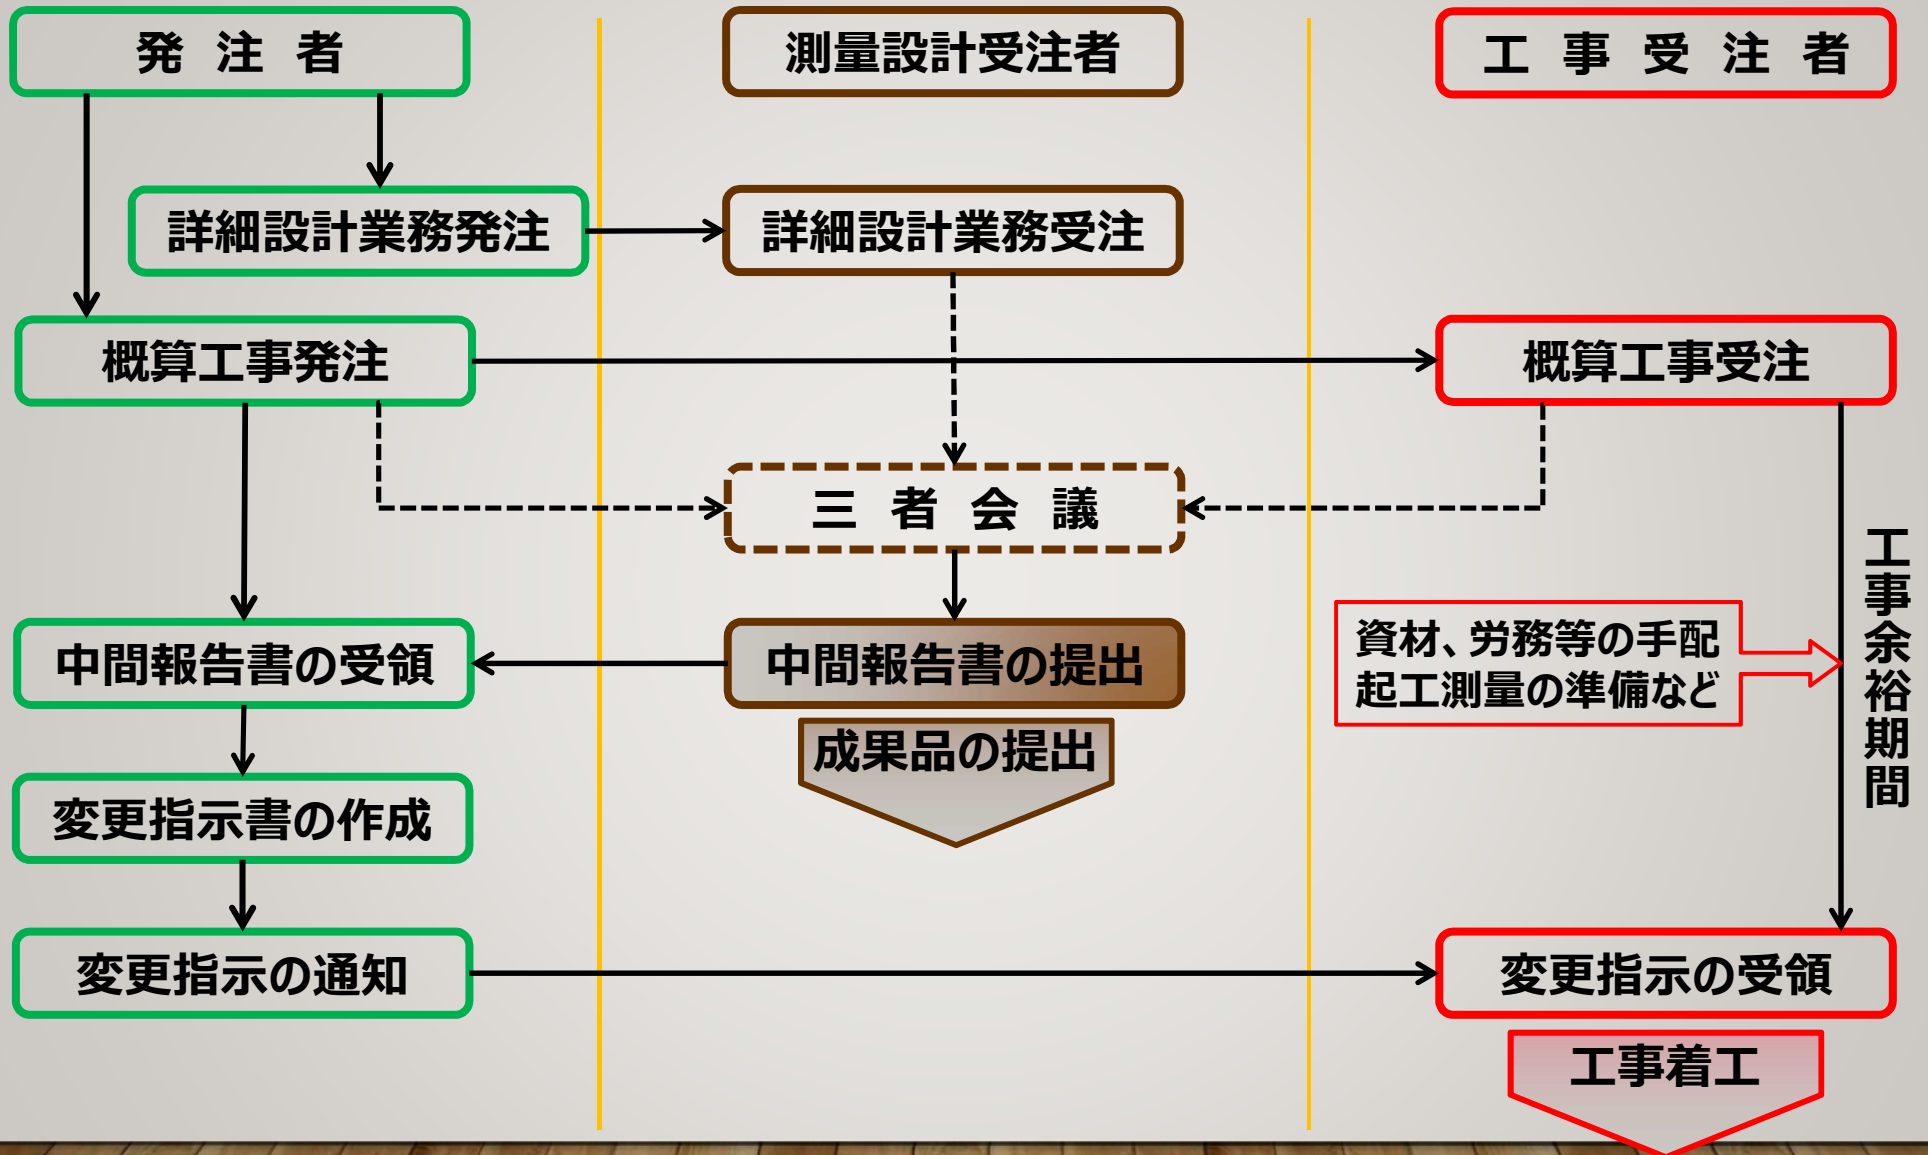 発注者
測量設計受注者
工事受注者
詳細設計業務発注
詳細設計業務受注
概算工事発注
概算工事受注
三者会議
工事余裕期間
中間報告書の受領
中間報告書の提出
資材、労務等の手配
起工測量の準備など
成果品の提出
変更指示書の作成
変更指示の通知
変更指示の受領
工事着工